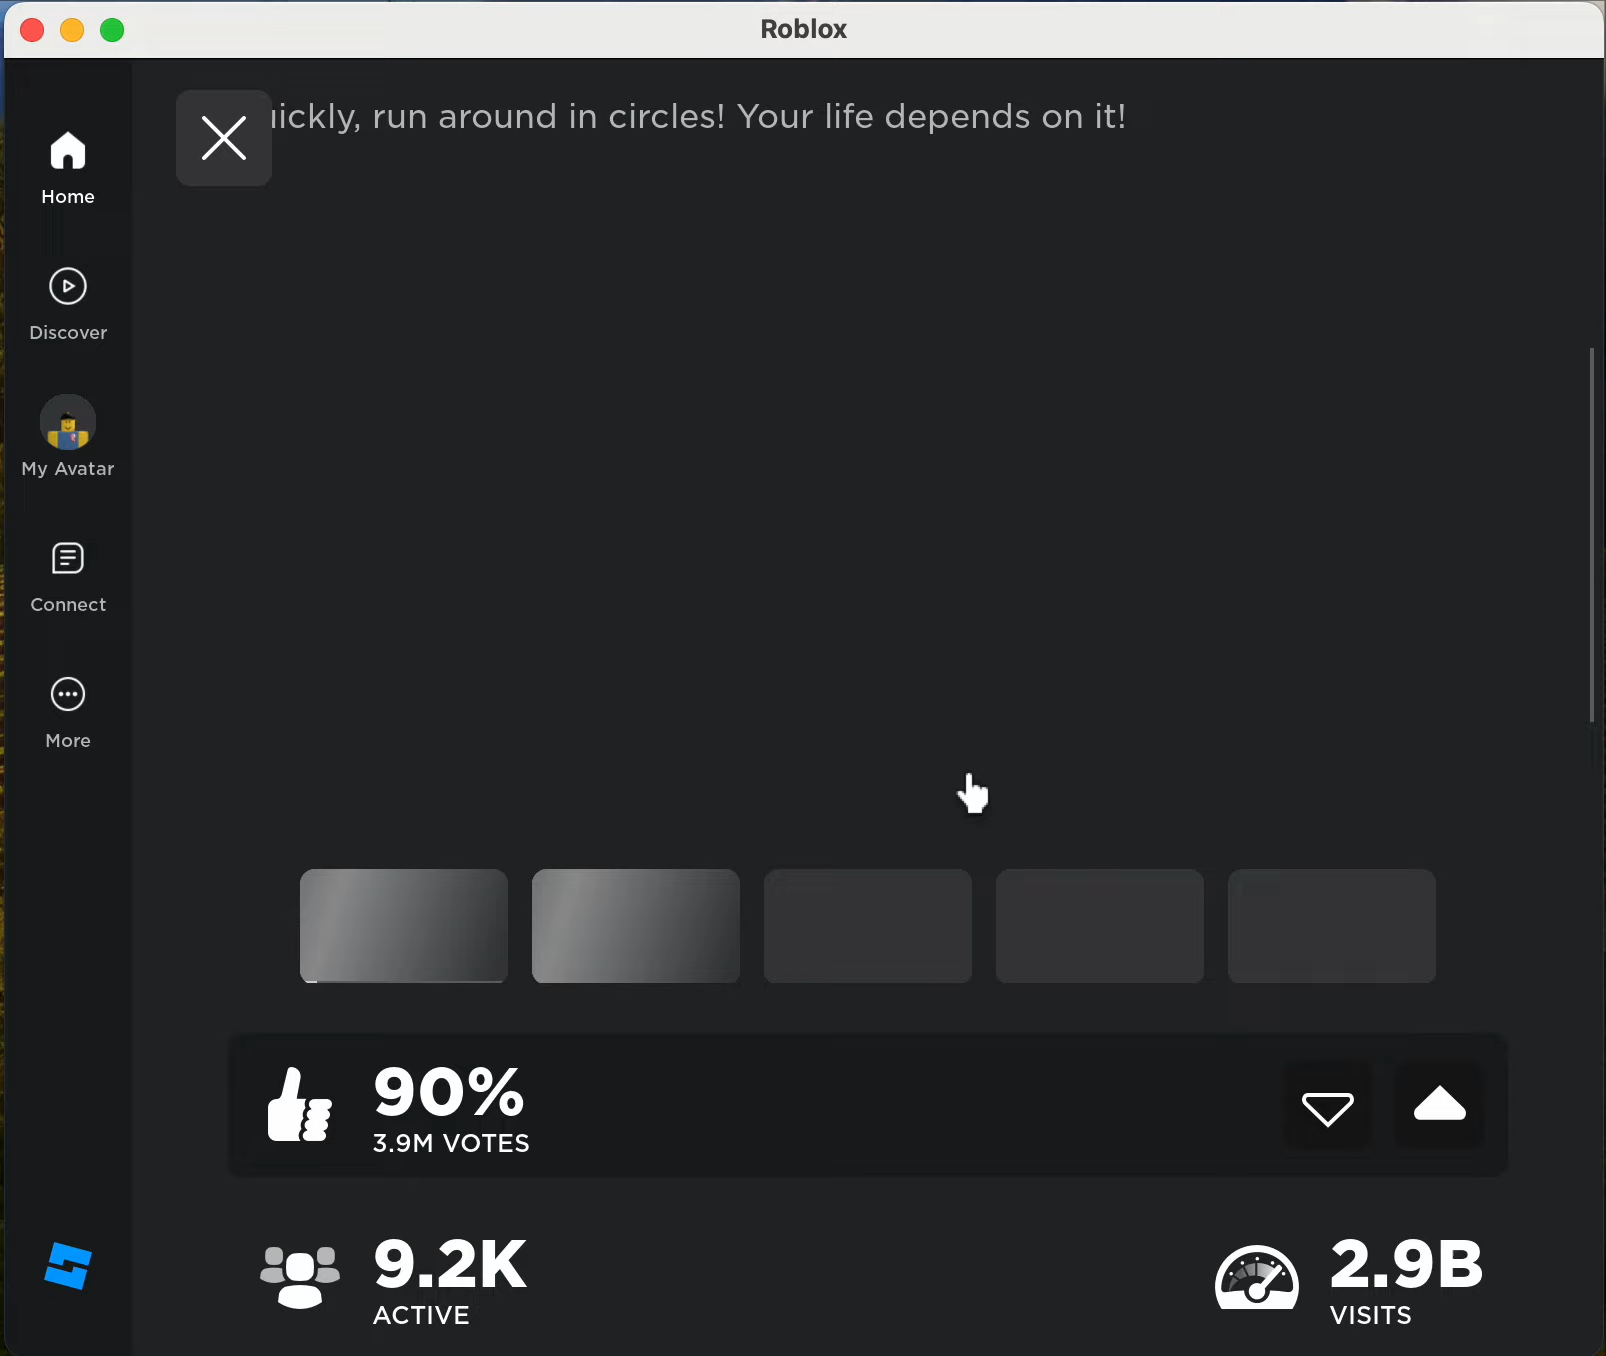 Roblox
uickly, run around in circles! Your life depends on it!
Home
Discover
My Avatar
Connect
More
90%
3.9M VOTES
9.2K
ACTIVE
2.9B
VISITS